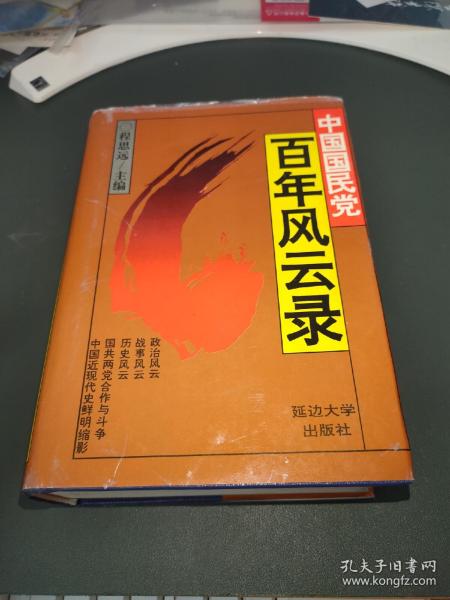 中国国民党
百年风云录
程思远/主编
政治风云
战事风云
历史风云
国共两党合作与斗争
中国近现代史鲜明缩影
延边大学
出版社
孔夫子旧书网
www.kongfz.com